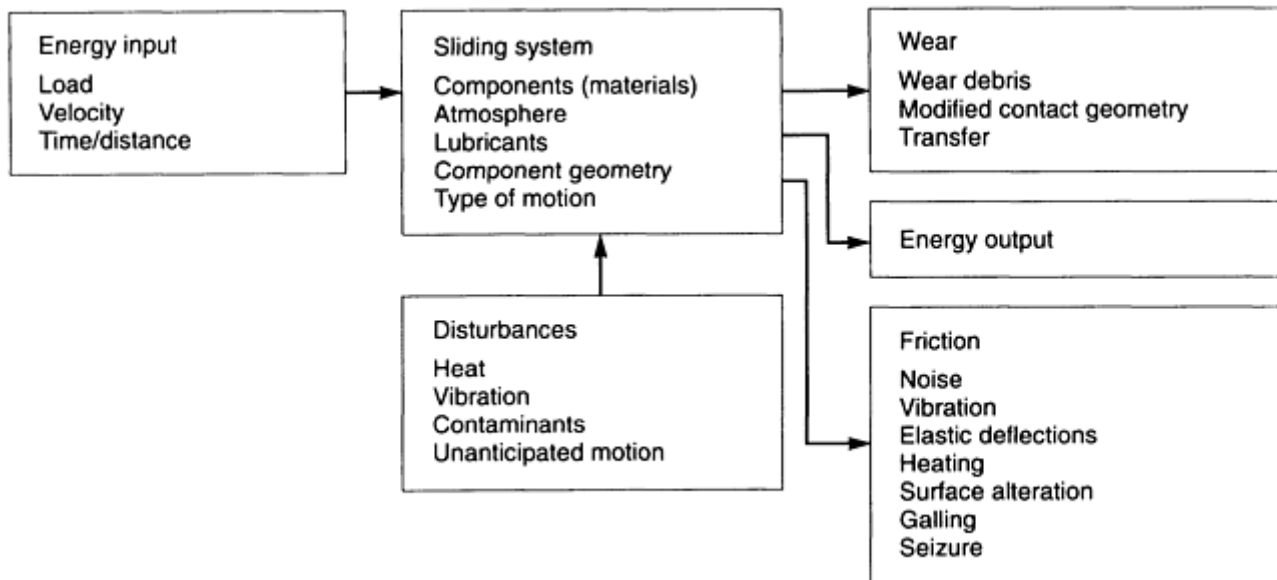 Energy input
Load
Velocity
Time/distance
Sliding system
Components (materials)
Atmosphere
Lubricants
Component geometry
Type of motion
Disturbances
Heat
Vibration
Contaminants
Unanticipated motion
Wear
Wear debris
Modified contact geometry
Transfer
Energy output
Friction
Noise
Vibration
Elastic deflections
Heating
Surface alteration
Galling
Seizure